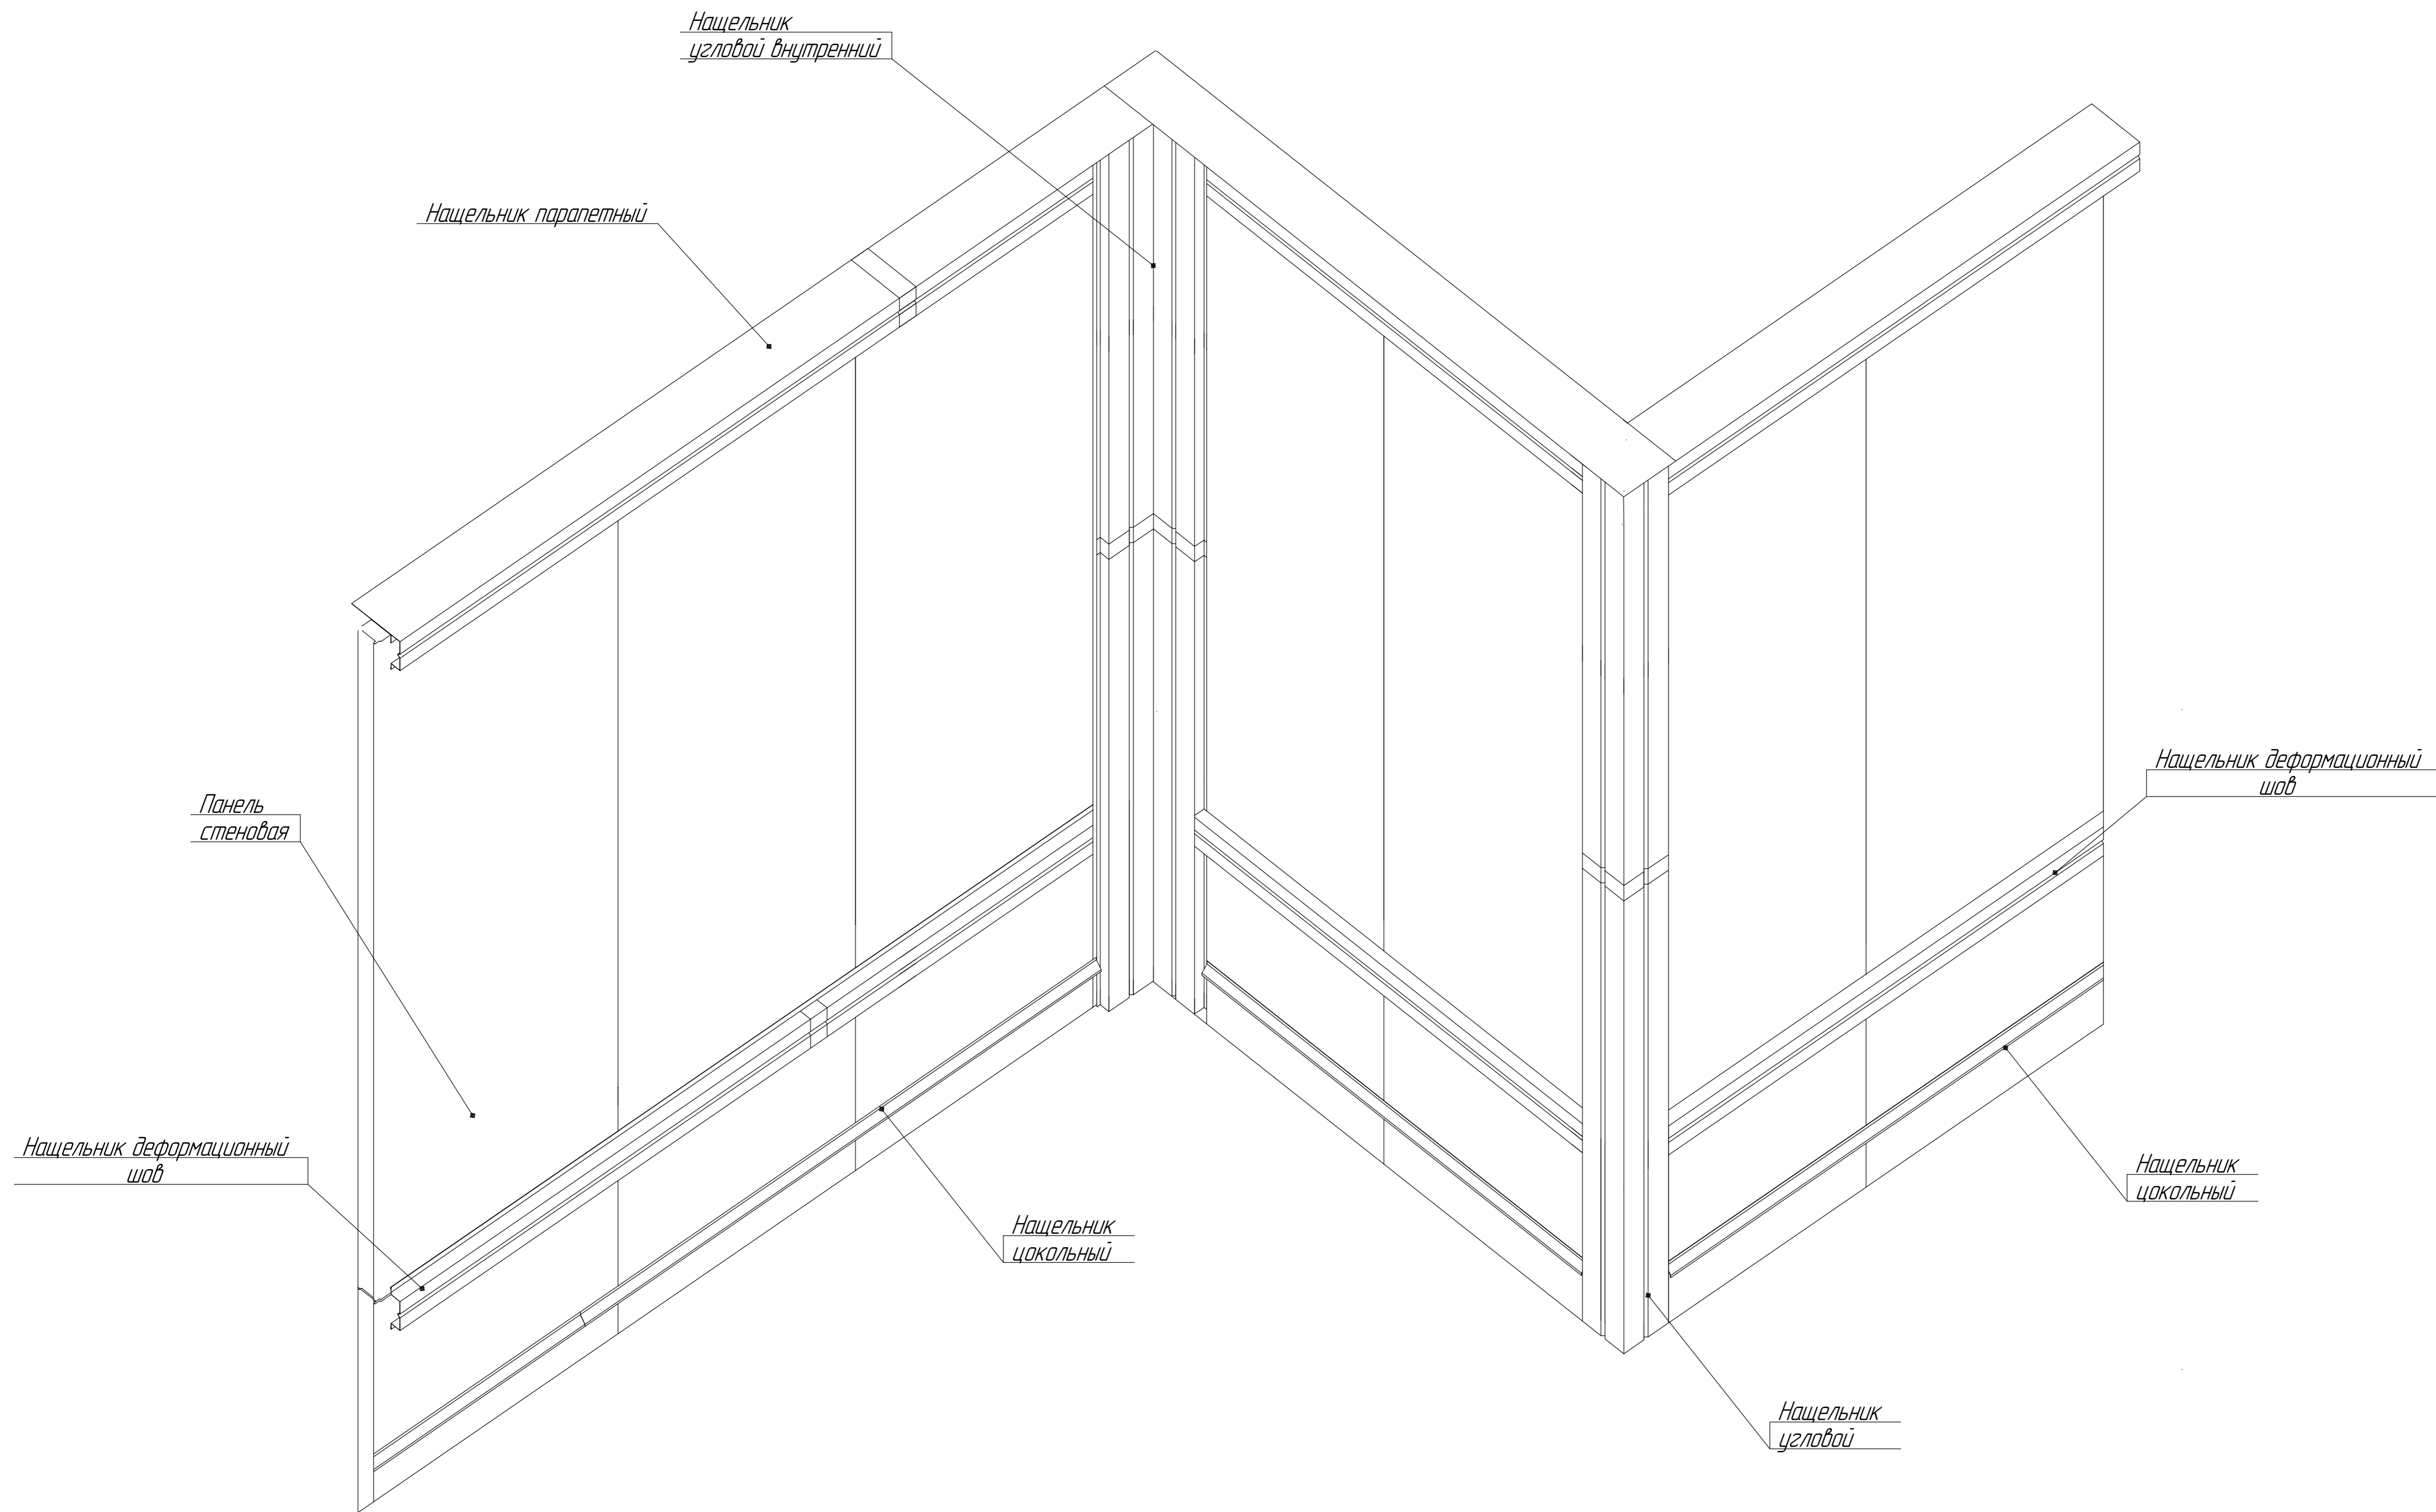 Нащельник
угловой внутренний
Нащельник парапетный
Нащельник деформационный
шов
Панель
стеновая
Нащельник деформационный
шов
Нащельник
цокольный
Нащельник
цокольный
Нащельник
угловой